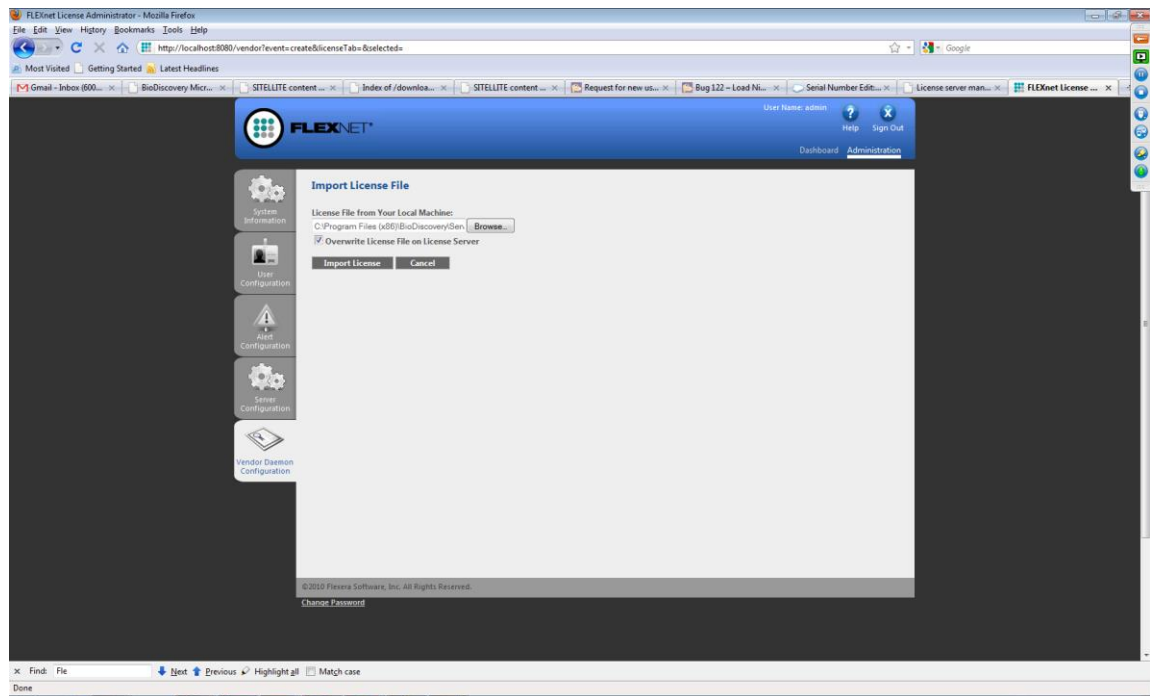 FLEXnet License Administrator - Mozilla Firefox
File Edit View History Bookmarks Tools Help
http://localhost:8080/vendor?event=create&licenseTab=&selected=
Google
Most Visited Getting Started Latest Headlines
Gmail - Inbox (600... BioDiscovery Micr... SITELLITE content ... Index of /downloa... SITELLITE content ... Request for new us... Bug 122 – Load Ni... Serial Number Edit:... License server man... FLEXnet License ...
User Name: admin
FLEXNET
Help Sign Out
Dashboard Administration
System Information
User Configuration
Alert Configuration
Server Configuration
Vendor Daemon Configuration
Import License File
License File from Your Local Machine:
C:\Program Files (x86)\BioDiscovery\Ser Browse...
Overwrite License File on License Server
Import License Cancel
©2010 Flexera Software, Inc. All Rights Reserved.
Change Password
Find: Fle Next Previous Highlight all Match case
Done